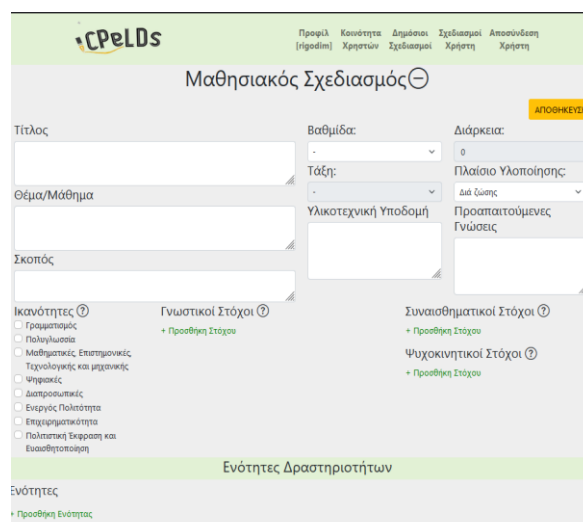 iCPeLDs
Προφίλ Κοινότητα Δημόσιοι Σχεδιασμοί Αποσύνδεση
[rigodim] Χρηστών Σχεδιασμοί Χρήστη Χρήστη
Μαθησιακός Σχεδιασμός
ΑΠΟΘΗΚΕΥΣΗ
Τίτλος
Βαθμίδα:
Διάρκεια:
-
0
Τάξη:
Πλαίσιο Υλοποίησης:
-
Διά ζώσης
Θέμα/Μάθημα
Υλικοτεχνική Υποδομή
Προαπαιτούμενες
Γνώσεις
Σκοπός
Ικανότητες ?
Γραμματισμός
Πολυγλωσσία
Μαθηματικές, Επιστημονικές,
Τεχνολογικής και μηχανικής
Ψηφιακές
Διαπροσωπικές
Ενεργός Πολιτότητα
Επιχειρηματικότητα
Πολιτιστική Έκφραση και
Ευαισθητοποίηση
Γνωστικοί Στόχοι ?
+ Προσθήκη Στόχου
Συναισθηματικοί Στόχοι ?
+ Προσθήκη Στόχου
Ψυχοκινητικοί Στόχοι ?
+ Προσθήκη Στόχου
Ενότητες Δραστηριοτήτων
Ενότητες
+ Προσθήκη Ενότητας